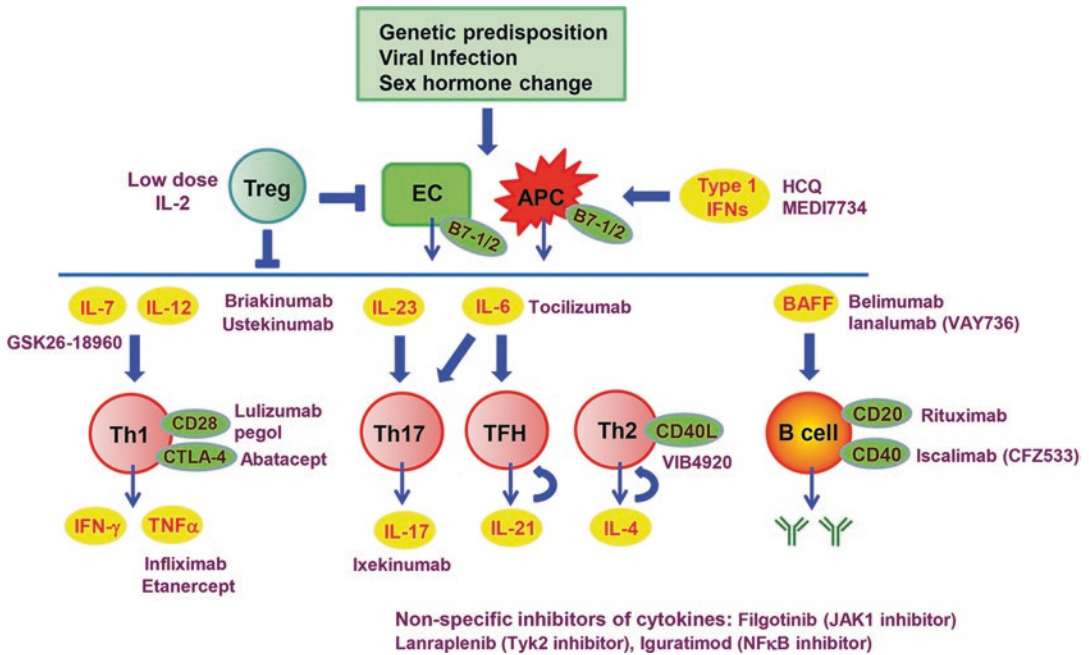 Genetic predisposition
Viral Infection
Sex hormone change
Low dose
IL-2
Treg
EC
B7-1/2
APC
B7-1/2
Type 1
IFNs
HCQ
MEDI7734
IL-7
IL-12
Briakinumab
Ustekinumab
IL-23
IL-6
Tocilizumab
BAFF
Belimumab
Ianalumab (VAY736)
GSK26-18960
Th1
CD28
CTLA-4
Lulizumab
pegol
Abatacept
Th17
TFH
Th2
CD40L
VIB4920
B cell
CD20
Rituximab
CD40
Iscalimab (CFZ533)
IFN-γ
TNFα
Infliximab
Etanercept
IL-17
Ixekinumab
IL-21
IL-4
Non-specific inhibitors of cytokines: Filgotinib (JAK1 inhibitor)
Lanraplenib (Tyk2 inhibitor), Iguratimod (NFκB inhibitor)